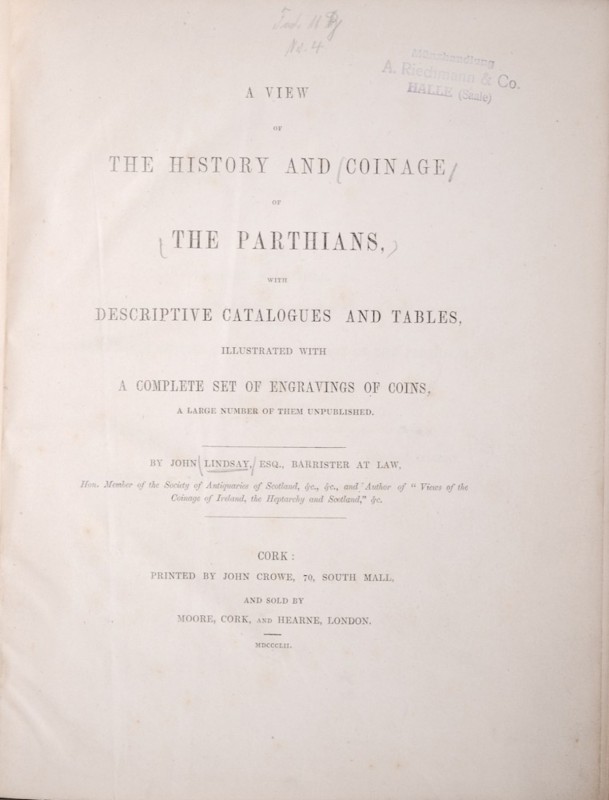 No. 4
Münzhandlung
A. Riechmann & Co.
HALLE (Saale)
A VIEW
OF
THE HISTORY AND (COINAGE)
OF
(THE PARTHIANS,)
WITH
DESCRIPTIVE CATALOGUES AND TABLES,
ILLUSTRATED WITH
A COMPLETE SET OF ENGRAVINGS OF COINS,
A LARGE NUMBER OF THEM UNPUBLISHED.
BY JOHN (LINDSAY,) ESQ., BARRISTER AT LAW,
Hon. Member of the Society of Antiquaries of Scotland, &c., &c., and Author of " Views of the
Coinage of Ireland, the Heptarchy and Scotland," &c.
CORK :
PRINTED BY JOHN CROWE, 70, SOUTH MALL,
AND SOLD BY
MOORE, CORK, AND HEARNE, LONDON.
MDCCCLII.